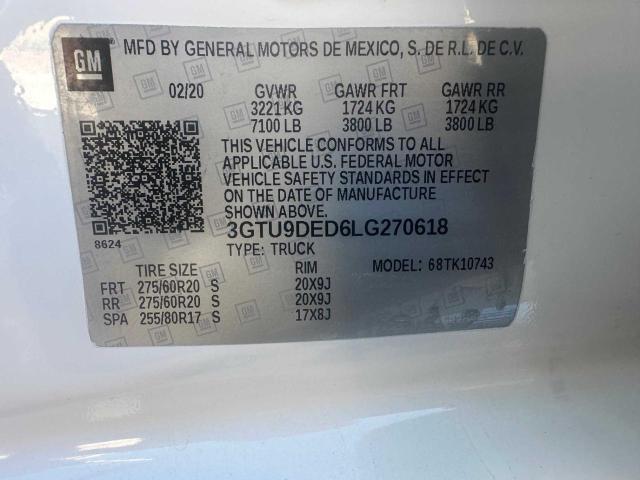 GM
MFD BY GENERAL MOTORS DE MEXICO, S. DE R.L. DE C.V.
02/20 GVWR GAWR FRT GAWR RR
3221 KG 1724 KG 1724 KG
7100 LB 3800 LB 3800 LB
THIS VEHICLE CONFORMS TO ALL
APPLICABLE U.S. FEDERAL MOTOR
VEHICLE SAFETY STANDARDS IN EFFECT
ON THE DATE OF MANUFACTURE
SHOWN ABOVE.
8624
3GTU9DED6LG270618
TYPE: TRUCK MODEL: 68TK10743
TIRE SIZE RIM
FRT 275/60R20 S 20X9J
RR 275/60R20 S 20X9J
SPA 255/80R17 S 17X8J